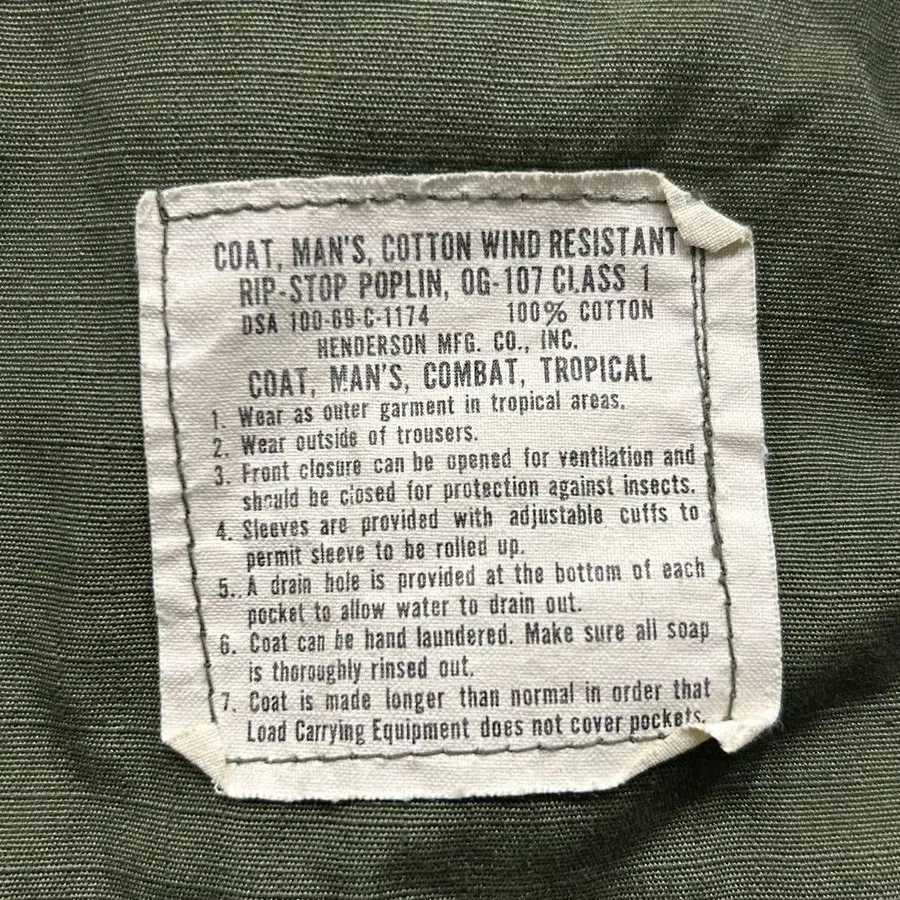 COAT, MAN'S, COTTON WIND RESISTANT
RIP-STOP POPLIN, OG-107 CLASS 1
DSA 100-69-C-1174 100% COTTON
HENDERSON MFG. CO., INC.
COAT, MAN'S, COMBAT, TROPICAL
1. Wear as outer garment in tropical areas.
2. Wear outside of trousers.
3. Front closure can be opened for ventilation and
should be closed for protection against insects.
4. Sleeves are provided with adjustable cuffs to
permit sleeve to be rolled up.
5. A drain hole is provided at the bottom of each
pocket to allow water to drain out.
6. Coat can be hand laundered. Make sure all soap
is thoroughly rinsed out.
7. Coat is made longer than normal in order that
Load Carrying Equipment does not cover pockets.